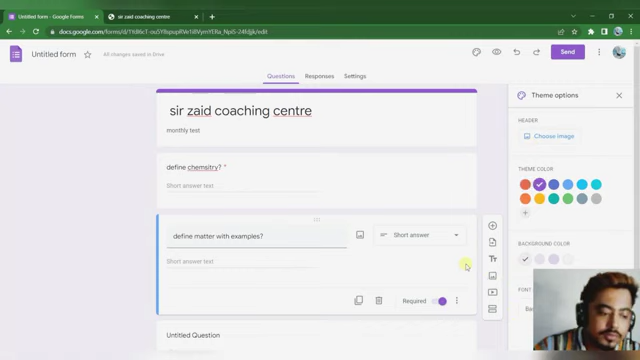 Untitled form - Google Forms
sir zaid coaching centre
Untitled form
All changes saved in Drive
Send
Questions
Responses
Settings
sir zaid coaching centre
monthly test
define chemsitry? *
Short answer text
define matter with examples?
Short answer
Short answer text
Required
Untitled Question
Theme options
HEADER
Choose image
THEME COLOR
BACKGROUND COLOR
FONT